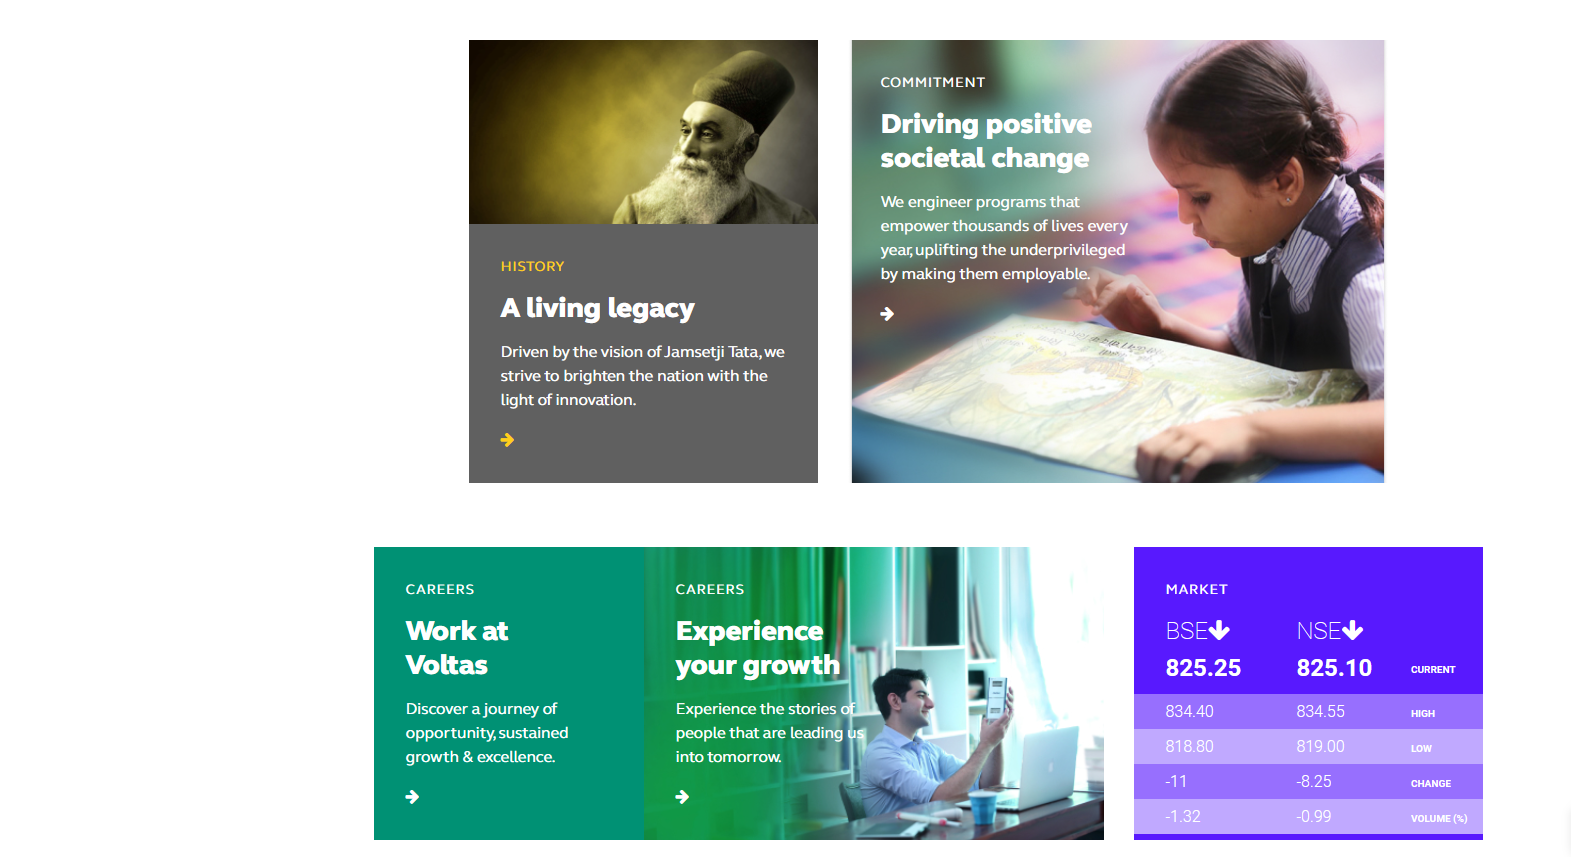 HISTORY
A living legacy
Driven by the vision of Jamsetji Tata, we
strive to brighten the nation with the
light of innovation.
COMMITMENT
Driving positive
societal change
We engineer programs that
empower thousands of lives every
year, uplifting the underprivileged
by making them employable.
CAREERS
Work at
Voltas
Discover a journey of
opportunity, sustained
growth & excellence.
CAREERS
Experience
your growth
Experience the stories of
people that are leading us
into tomorrow.
MARKET
BSE NSE
825.25 825.10 CURRENT
834.40 834.55 HIGH
818.80 819.00 LOW
-11 -8.25 CHANGE
-1.32 -0.99 VOLUME (%)